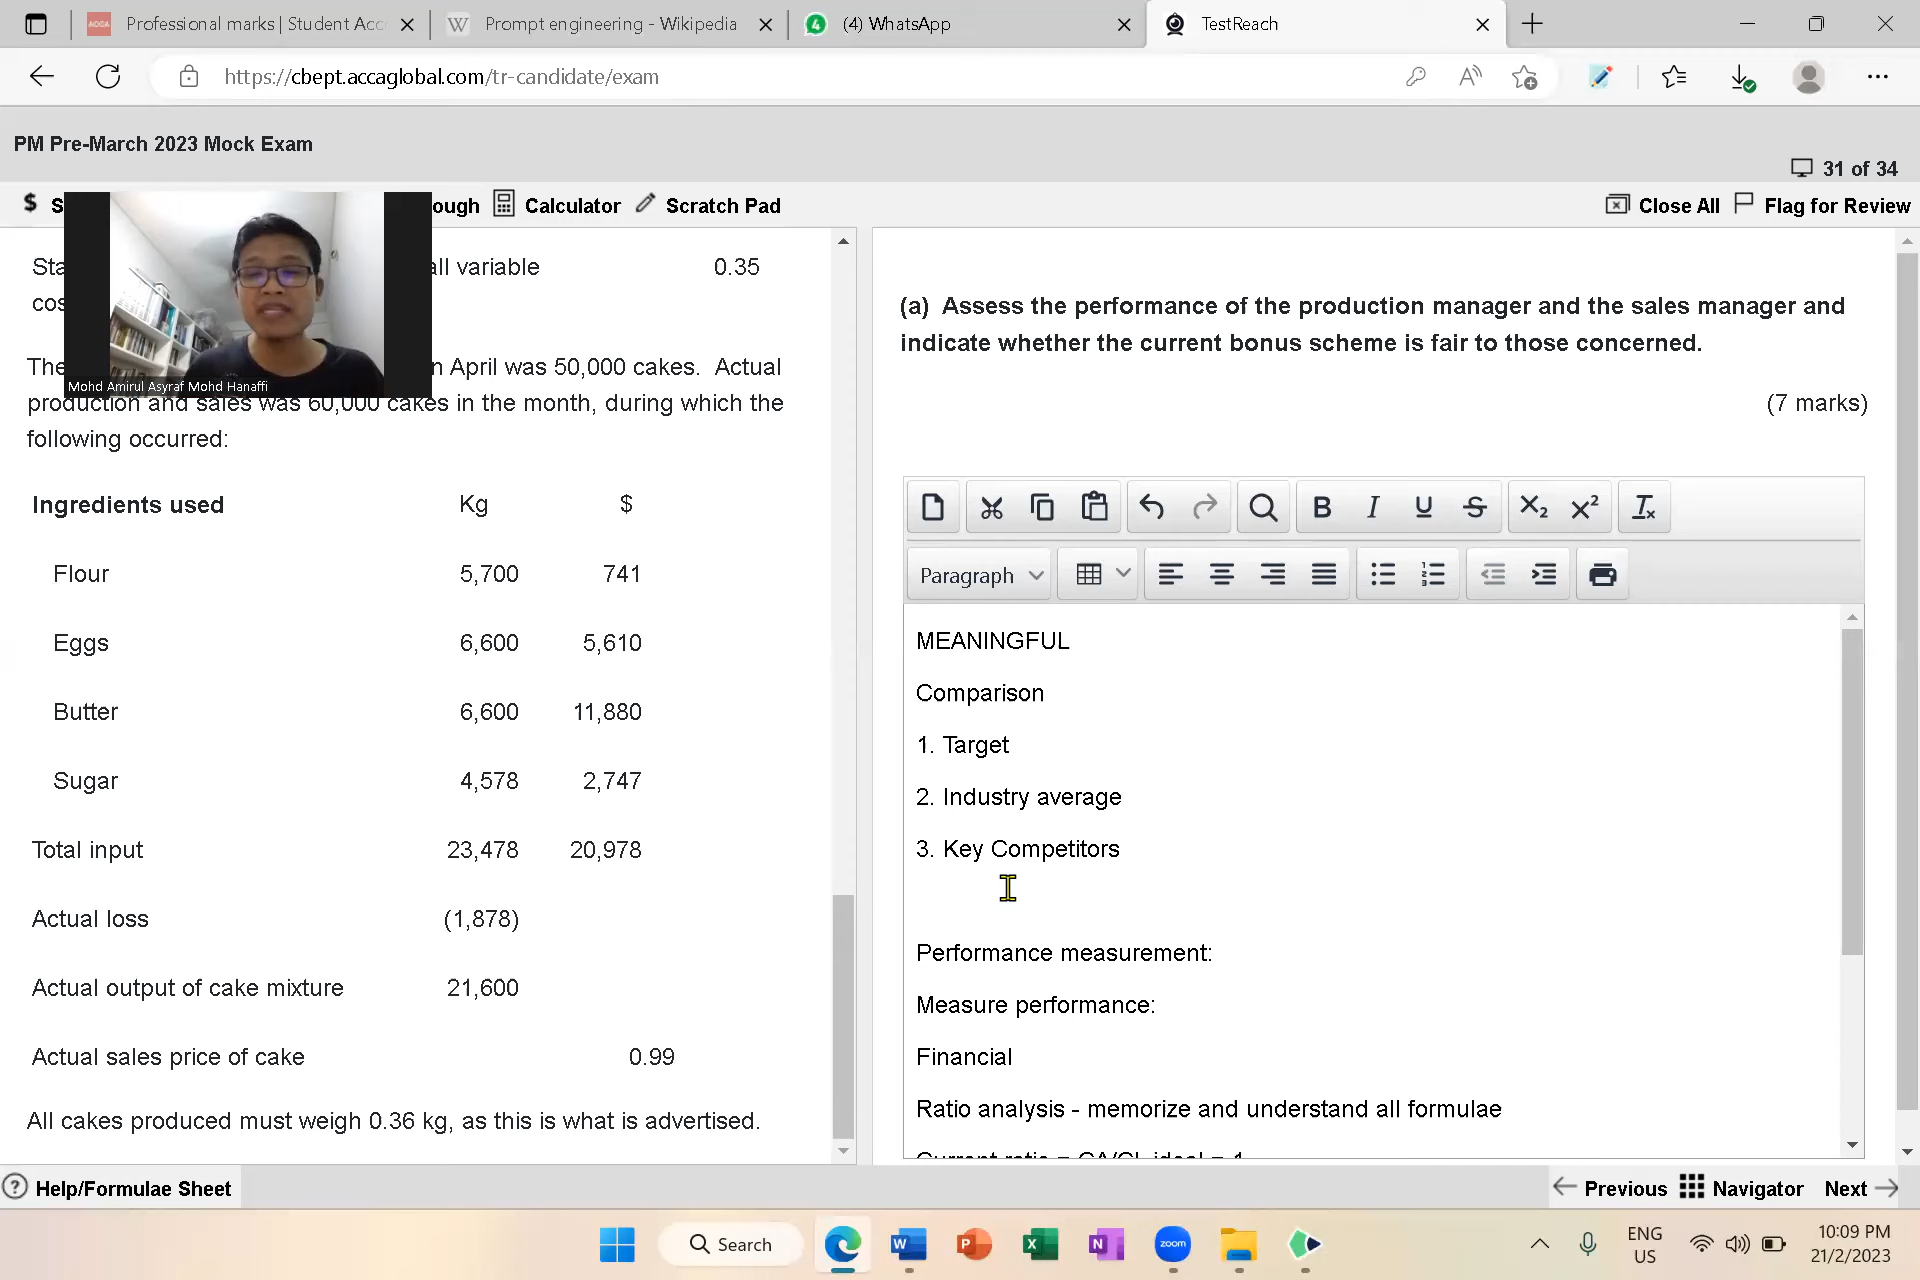 Professional marks | Student Acc
Prompt engineering - Wikipedia
(4) WhatsApp
TestReach
https://cbept.accaglobal.com/tr-candidate/exam
PM Pre-March 2023 Mock Exam
31 of 34
ough
Calculator
Scratch Pad
Close All
Flag for Review
all variable 0.35
n April was 50,000 cakes. Actual
production and sales was 60,000 cakes in the month, during which the
following occurred:
Mohd Amirul Asyraf Mohd Hanaffi
Ingredients used Kg $
Flour 5,700 741
Eggs 6,600 5,610
Butter 6,600 11,880
Sugar 4,578 2,747
Total input 23,478 20,978
Actual loss (1,878)
Actual output of cake mixture 21,600
Actual sales price of cake 0.99
All cakes produced must weigh 0.36 kg, as this is what is advertised.
(a) Assess the performance of the production manager and the sales manager and
indicate whether the current bonus scheme is fair to those concerned.
(7 marks)
Paragraph
MEANINGFUL
Comparison
1. Target
2. Industry average
3. Key Competitors
Performance measurement:
Measure performance:
Financial
Ratio analysis - memorize and understand all formulae
Help/Formulae Sheet
Previous
Navigator
Next
Search
zoom
ENG
US
10:09 PM
21/2/2023